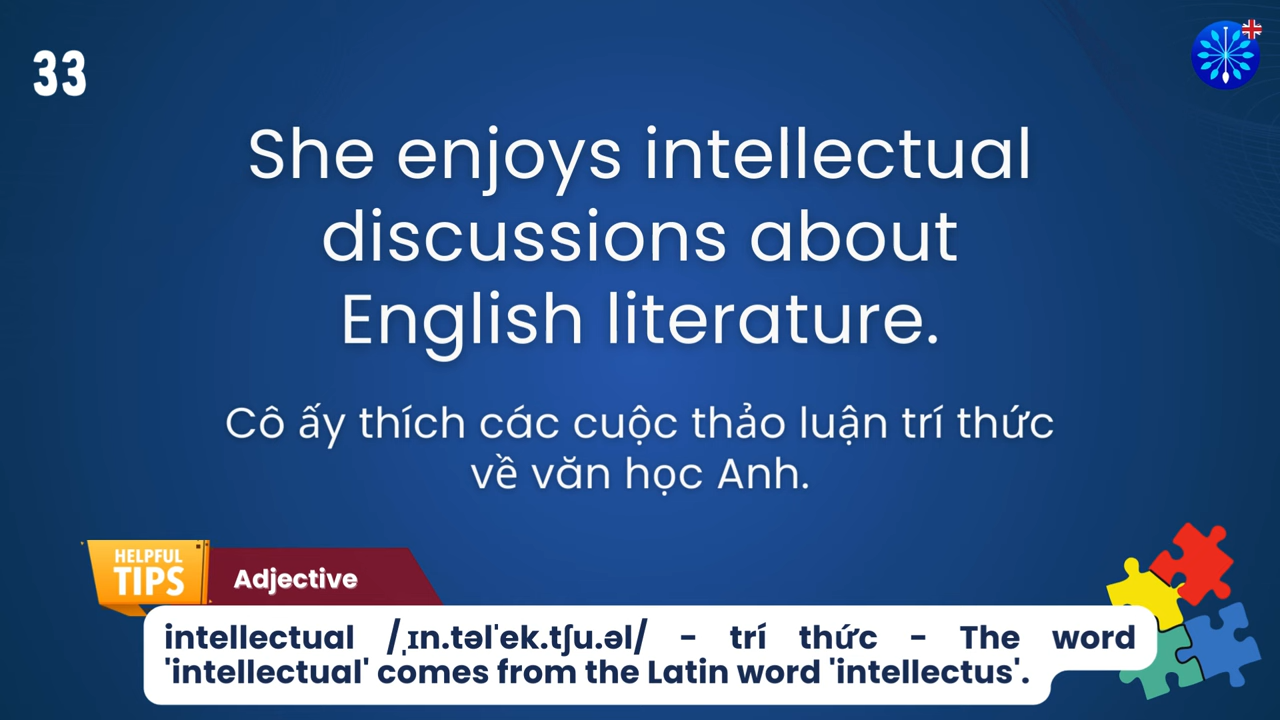 33
She enjoys intellectual
discussions about
English literature.
Cô ấy thích các cuộc thảo luận trí thức
về văn học Anh.
HELPFUL
TIPS
Adjective
intellectual /ˌɪn.təlˈek.tʃu.əl/ - trí thức - The word
'intellectual' comes from the Latin word 'intellectus'.